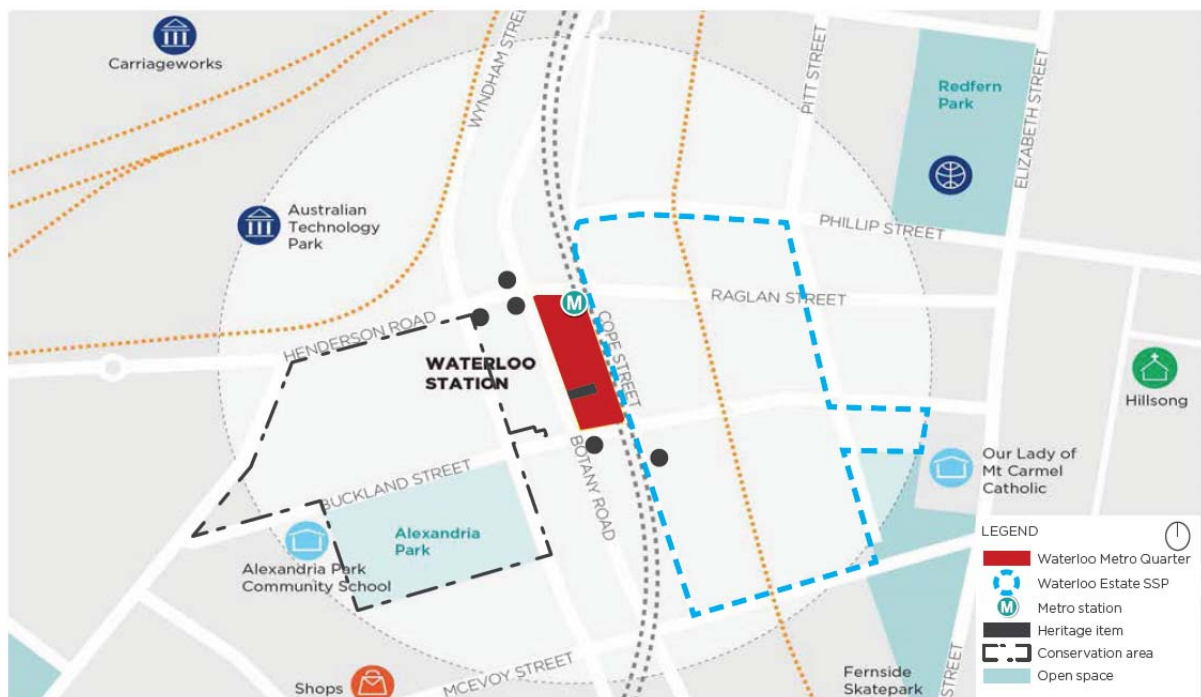 Carriageworks
WYNDHAM STREET
PITT STREET
Redfern
Park
ELIZABETH STREET
Australian
Technology
Park
PHILLIP STREET
M
RAGLAN STREET
HENDERSON ROAD
COPE STREET
WATERLOO
STATION
Hillsong
BOTANY ROAD
BUCKLAND STREET
Our Lady of
Mt Carmel
Catholic
Alexandria
Park
Alexandria Park
Community School
MCEVOY STREET
Shops
Fernside
Skatepark
STREET
LEGEND
Waterloo Metro Quarter
Waterloo Estate SSP
M
Metro station
Heritage item
Conservation area
Open space